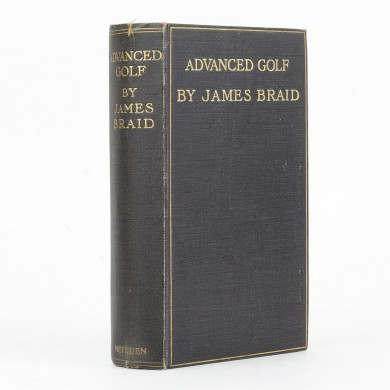 ADVANCED
GOLF
BY
JAMES
BRAID
METHUEN
ADVANCED GOLF
BY JAMES BRAID